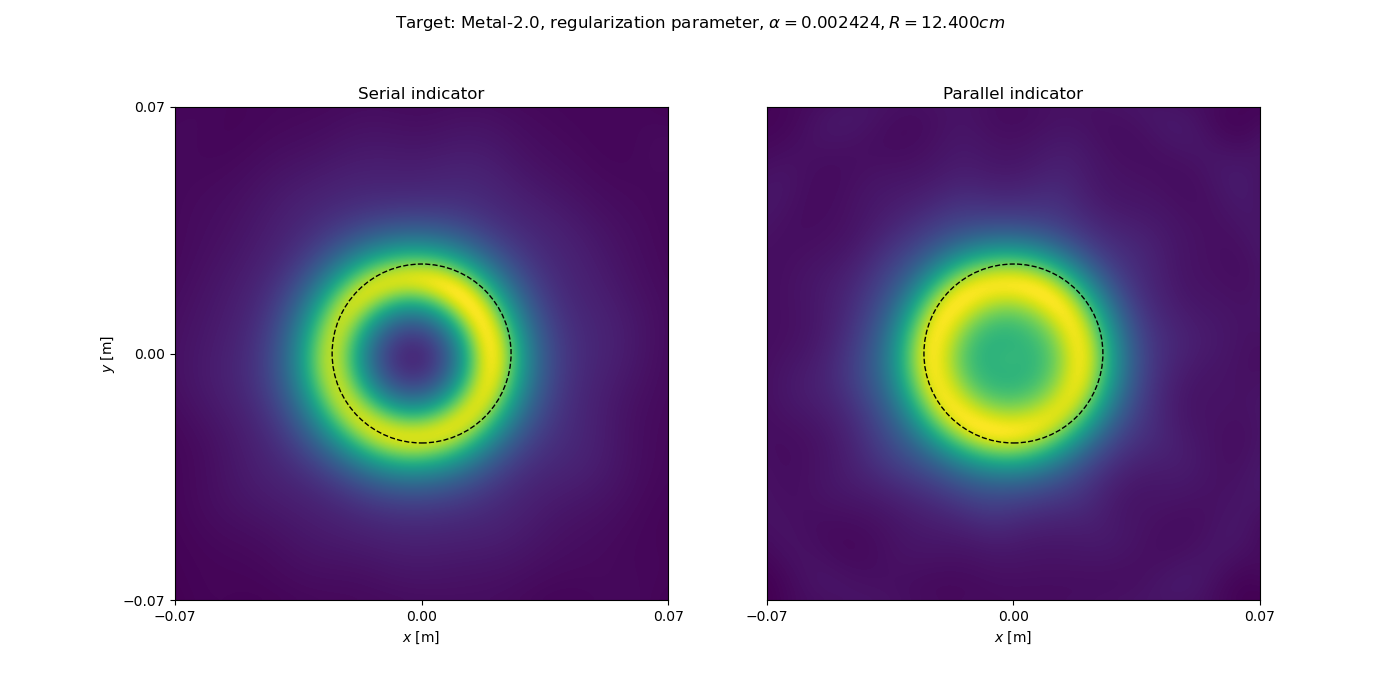 Target: Metal-2.0, regularization parameter, α = 0.002424, R = 12.400cm
Serial indicator
Parallel indicator
0.07
0.00
−0.07
y [m]
−0.07 0.00 0.07
−0.07 0.00 0.07
x [m]
x [m]